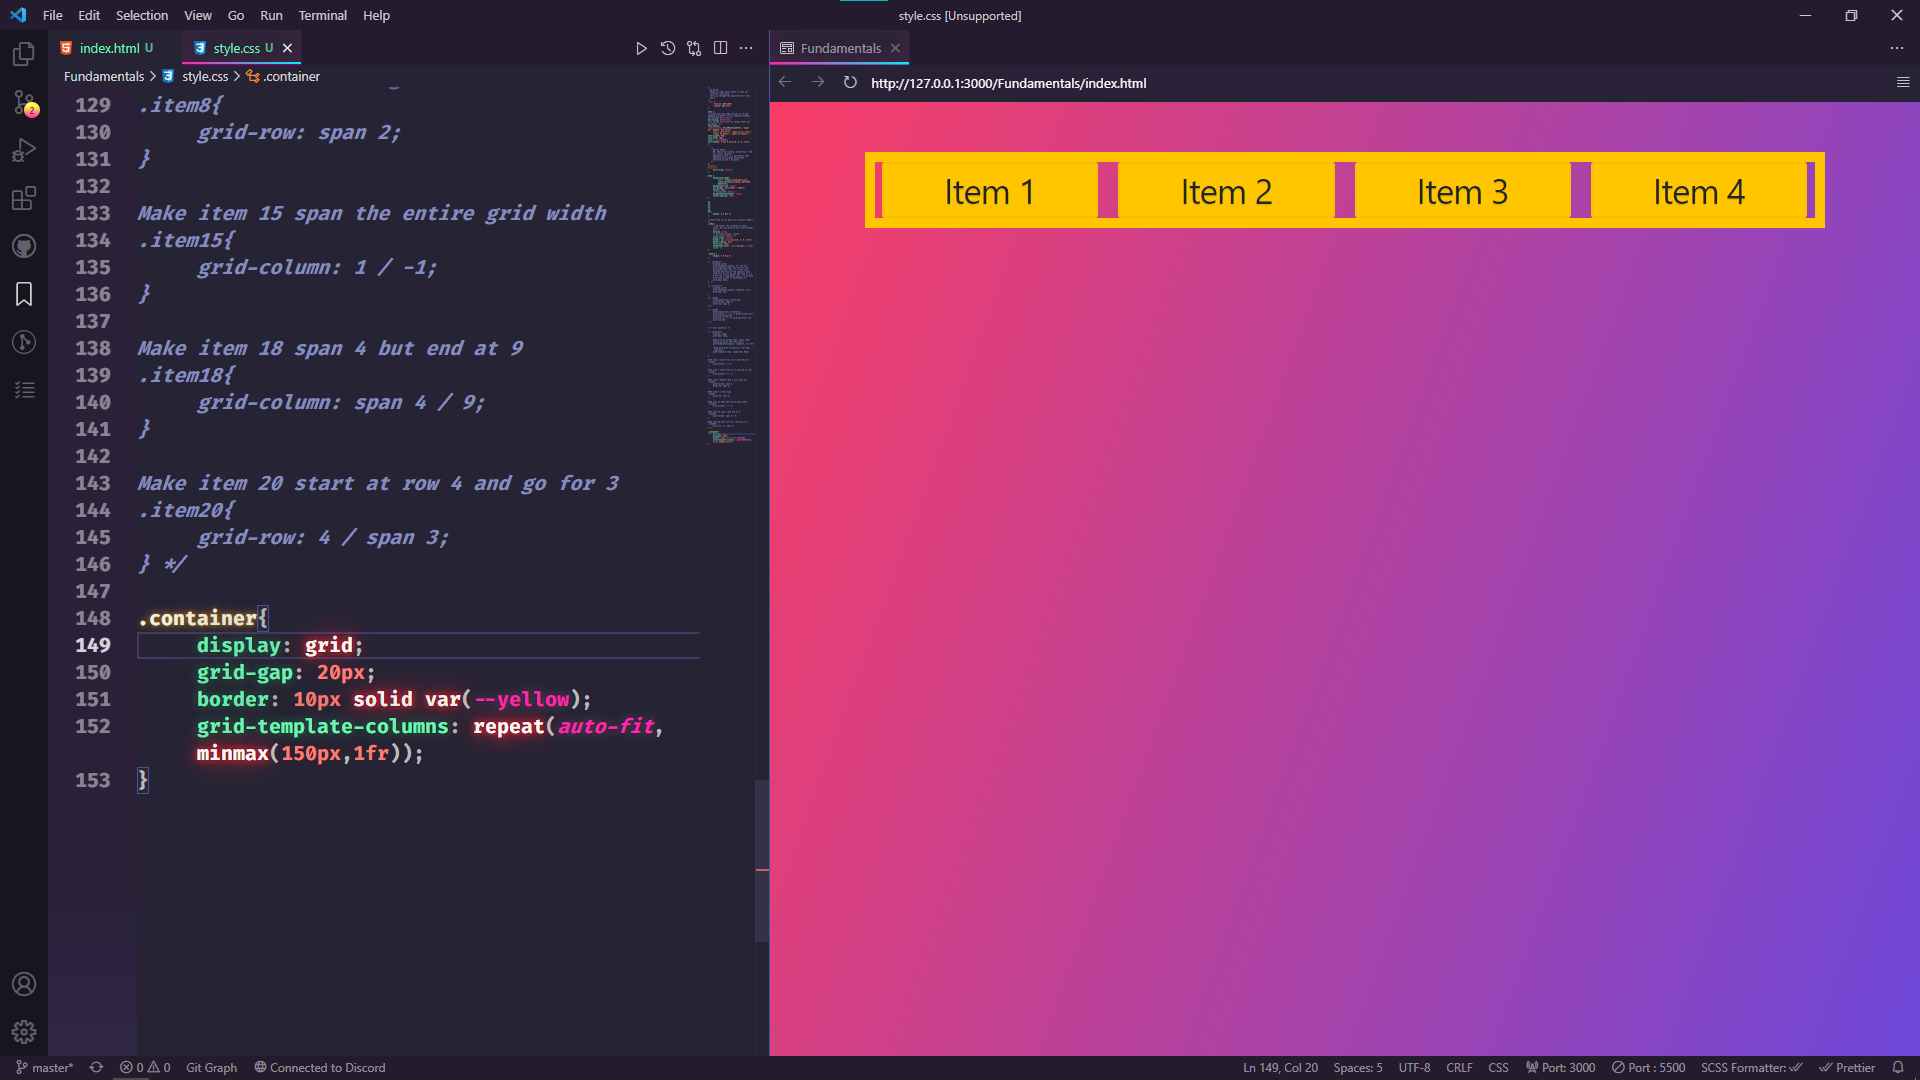 File Edit Selection View Go Run Terminal Help
style.css [Unsupported]
index.html U
style.css U
Fundamentals
Fundamentals > style.css > .container
http://127.0.0.1:3000/Fundamentals/index.html
2
129 .item8{
130 grid-row: span 2;
131 }
132
133 Make item 15 span the entire grid width
134 .item15{
135 grid-column: 1 / -1;
136 }
137
138 Make item 18 span 4 but end at 9
139 .item18{
140 grid-column: span 4 / 9;
141 }
142
143 Make item 20 start at row 4 and go for 3
144 .item20{
145 grid-row: 4 / span 3;
146 } */
147
148 .container{
149 display: grid;
150 grid-gap: 20px;
151 border: 10px solid var(--yellow);
152 grid-template-columns: repeat(auto-fit,
minmax(150px,1fr));
153 }
Item 1 Item 2 Item 3 Item 4
master* 0 0 Git Graph Connected to Discord
Ln 149, Col 20 Spaces: 5 UTF-8 CRLF CSS Port: 3000 Port : 5500 SCSS Formatter: Prettier